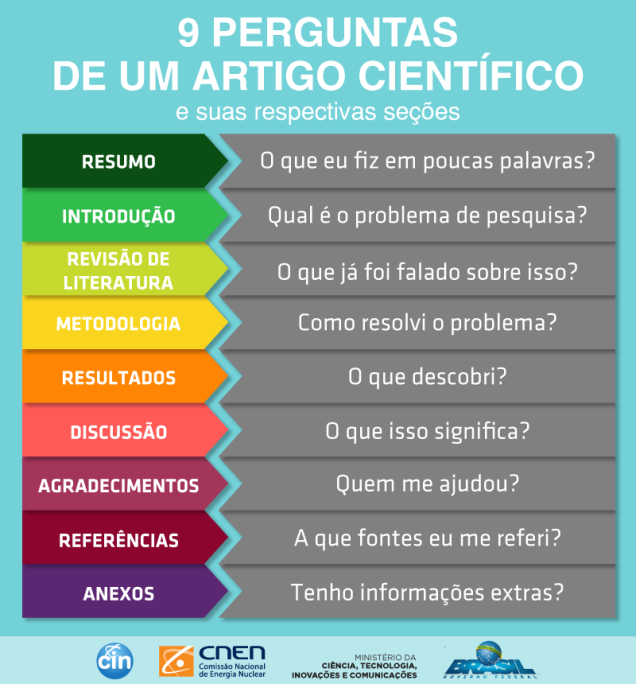 9 PERGUNTAS
DE UM ARTIGO CIENTÍFICO
e suas respectivas seções
RESUMO
O que eu fiz em poucas palavras?
INTRODUÇÃO
Qual é o problema de pesquisa?
REVISÃO DE
LITERATURA
O que já foi falado sobre isso?
METODOLOGIA
Como resolvi o problema?
RESULTADOS
O que descobri?
DISCUSSÃO
O que isso significa?
AGRADECIMENTOS
Quem me ajudou?
REFERÊNCIAS
A que fontes eu me referi?
ANEXOS
Tenho informações extras?
cin
CNEN
Comissão Nacional
de Energia Nuclear
MINISTÉRIO DA
CIÊNCIA, TECNOLOGIA,
INOVAÇÕES E COMUNICAÇÕES
BRASIL
GOVERNO FEDERAL